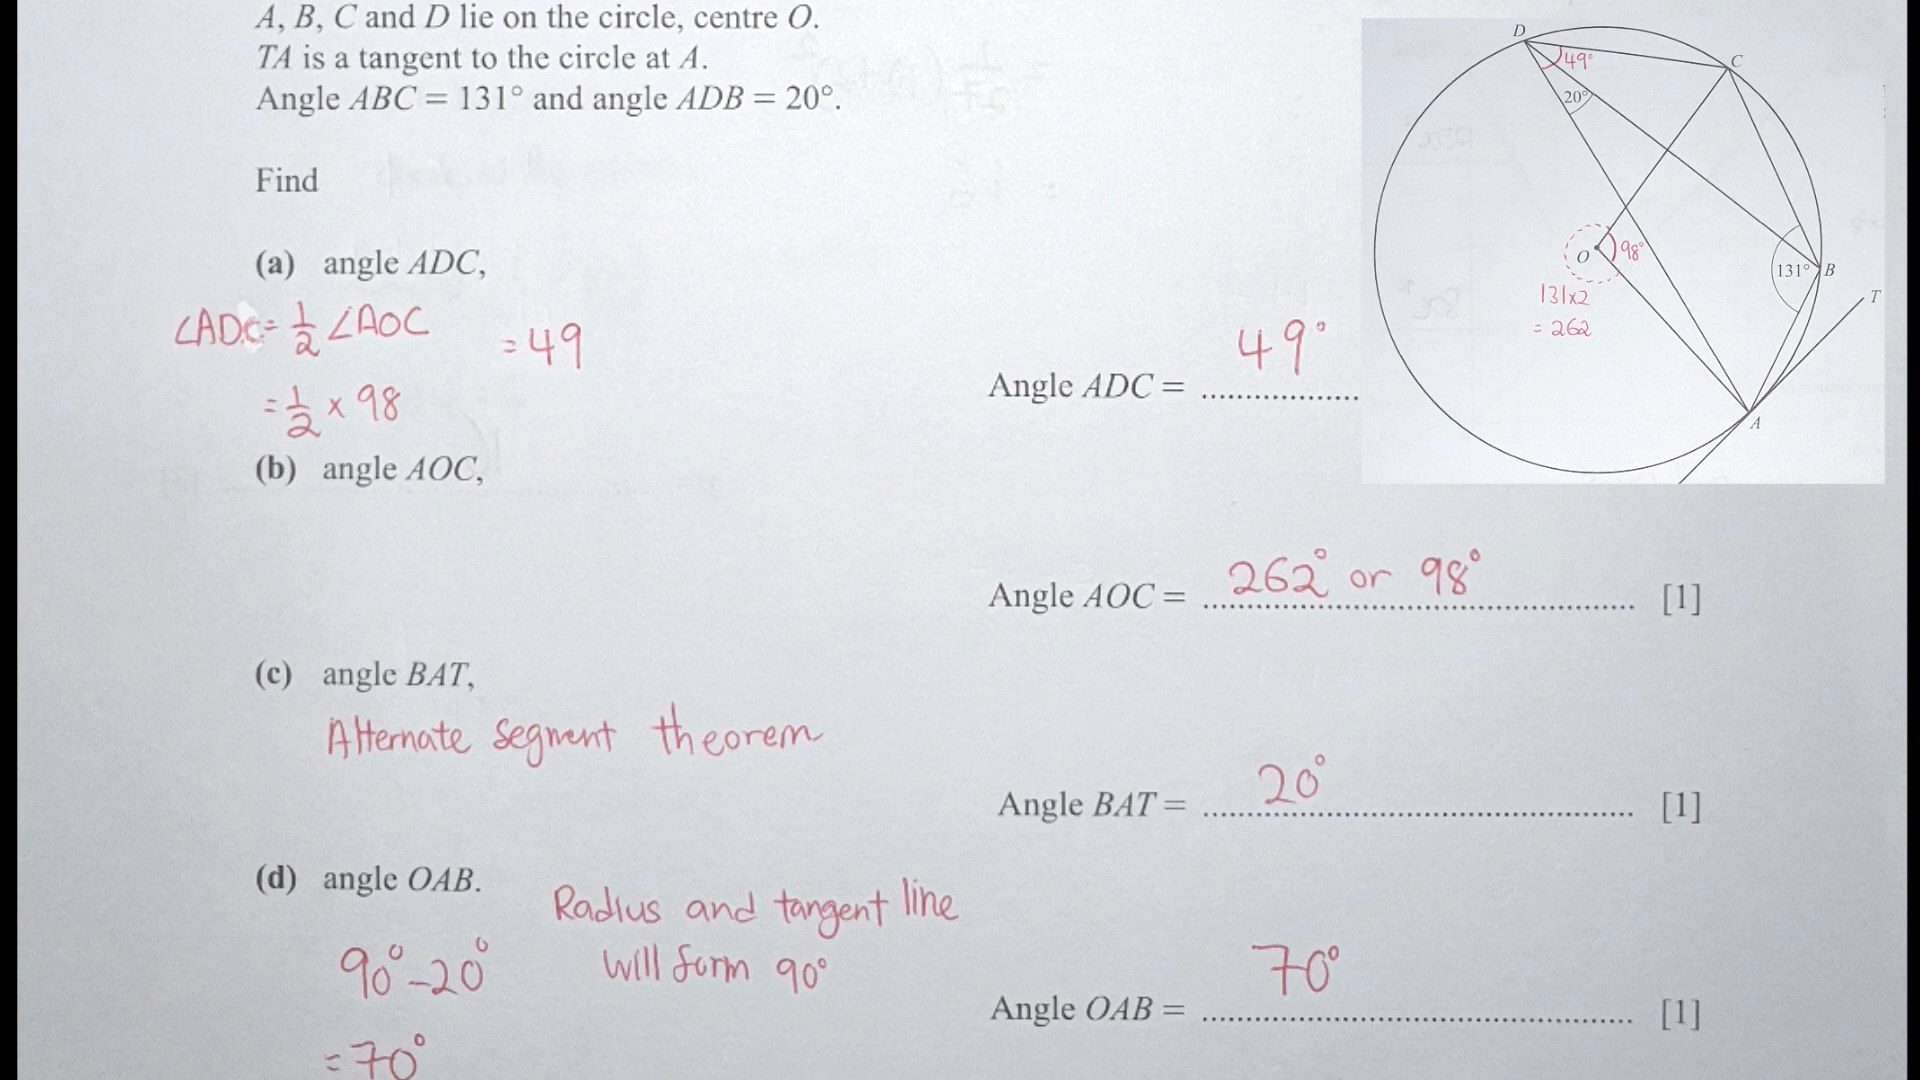 A, B, C and D lie on the circle, centre O.
TA is a tangent to the circle at A.
Angle ABC = 131° and angle ADB = 20°.
Find
(a) angle ADC,
∠ADC = 1/2 ∠AOC
= 49
= 1/2 × 98
Angle ADC = .................. 49°
(b) angle AOC,
Angle AOC = 262° or 98° [1]
(c) angle BAT,
Alternate segment theorem
Angle BAT = 20° [1]
(d) angle OAB.
Radius and tangent line
will form 90°
90° - 20°
= 70°
Angle OAB = 70° [1]
D
49°
C
20°
O
98°
131°
B
131x2
= 262
T
A